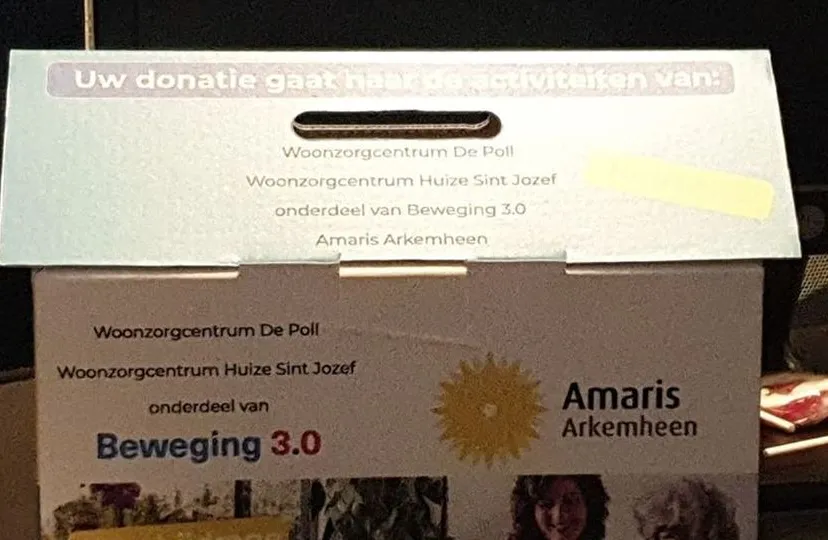 Uw donatie gaat naar de activiteiten van:
Woonzorgcentrum De Poll
Woonzorgcentrum Huize Sint Jozef
onderdeel van Beweging 3.0
Amaris Arkemheen
Woonzorgcentrum De Poll
Woonzorgcentrum Huize Sint Jozef
onderdeel van
Beweging 3.0
Amaris
Arkemheen